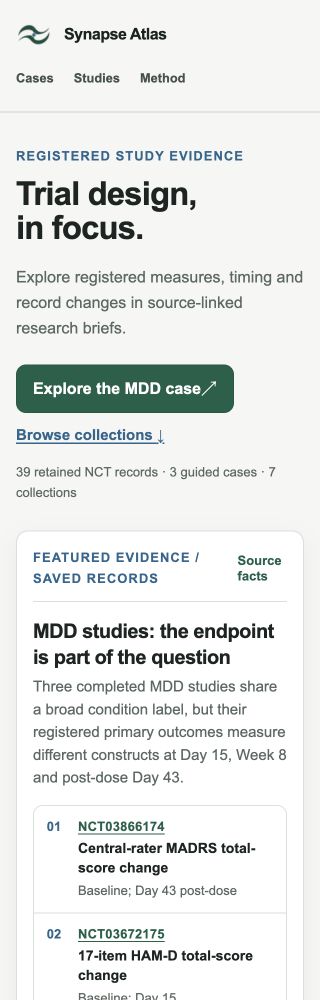 Synapse Atlas
Cases Studies Method
REGISTERED STUDY EVIDENCE
Trial design,
in focus.
Explore registered measures, timing and
record changes in source-linked
research briefs.
Explore the MDD case↗
Browse collections ↓
39 retained NCT records · 3 guided cases · 7
collections
FEATURED EVIDENCE /
SAVED RECORDS
Source
facts
MDD studies: the endpoint
is part of the question
Three completed MDD studies share
a broad condition label, but their
registered primary outcomes measure
different constructs at Day 15, Week 8
and post-dose Day 43.
01 NCT03866174
Central-rater MADRS total-
score change
Baseline; Day 43 post-dose
02 NCT03672175
17-item HAM-D total-score
change
Baseline; Day 15